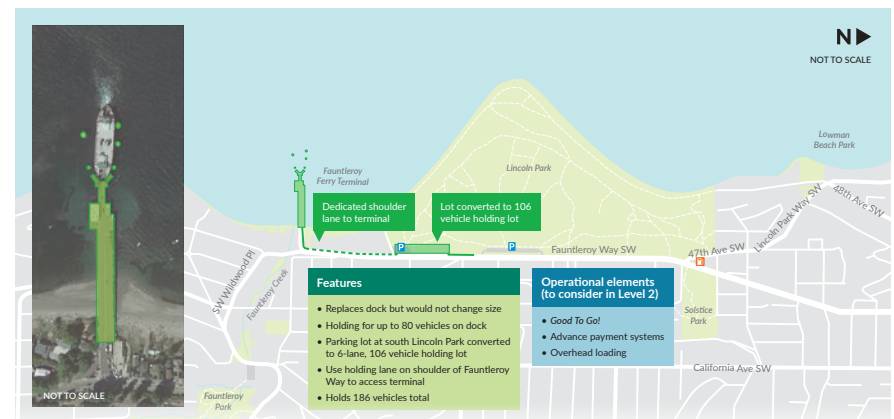 N
NOT TO SCALE
Lowman
Beach Park
Lincoln Park
Fauntleroy
Ferry Terminal
48th Ave SW
Lincoln Park Way SW
Dedicated shoulder
lane to terminal
Lot converted to 106
vehicle holding lot
P
P
Fauntleroy Way SW
47th Ave SW
SW Wildwood Pl
Fauntleroy Creek
Features
• Replaces dock but would not change size
• Holding for up to 80 vehicles on dock
• Parking lot at south Lincoln Park converted
to 6-lane, 106 vehicle holding lot
• Use holding lane on shoulder of Fauntleroy
Way to access terminal
• Holds 186 vehicles total
Operational elements
(to consider in Level 2)
• Good To Go!
• Advance payment systems
• Overhead loading
Solstice
Park
California Ave SW
Fauntleroy
Park
NOT TO SCALE